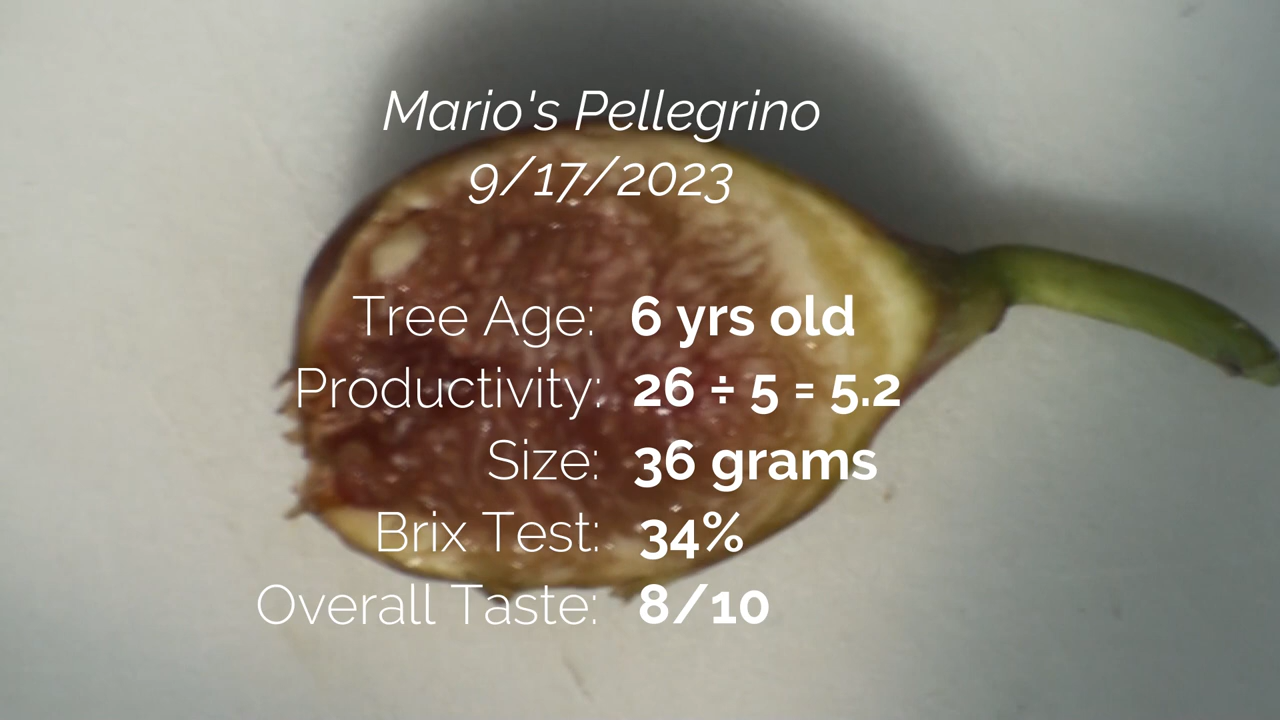 Mario's Pellegrino
9/17/2023
Tree Age: 6 yrs old
Productivity: 26 ÷ 5 = 5.2
Size: 36 grams
Brix Test: 34%
Overall Taste: 8/10